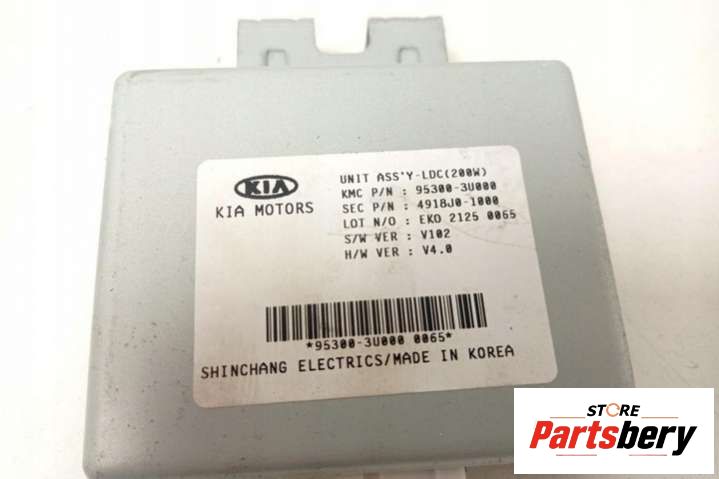 KIA
KIA MOTORS
UNIT ASS'Y-LDC(200W)
KMC P/N : 95300-3U000
SEC P/N : 4918J0-1000
LOT N/O : EKO 2125 0065
S/W VER : V102
H/W VER : V4.0
*95300-3U000 0065*
SHINCHANG ELECTRICS/MADE IN KOREA
STORE
Partsbery